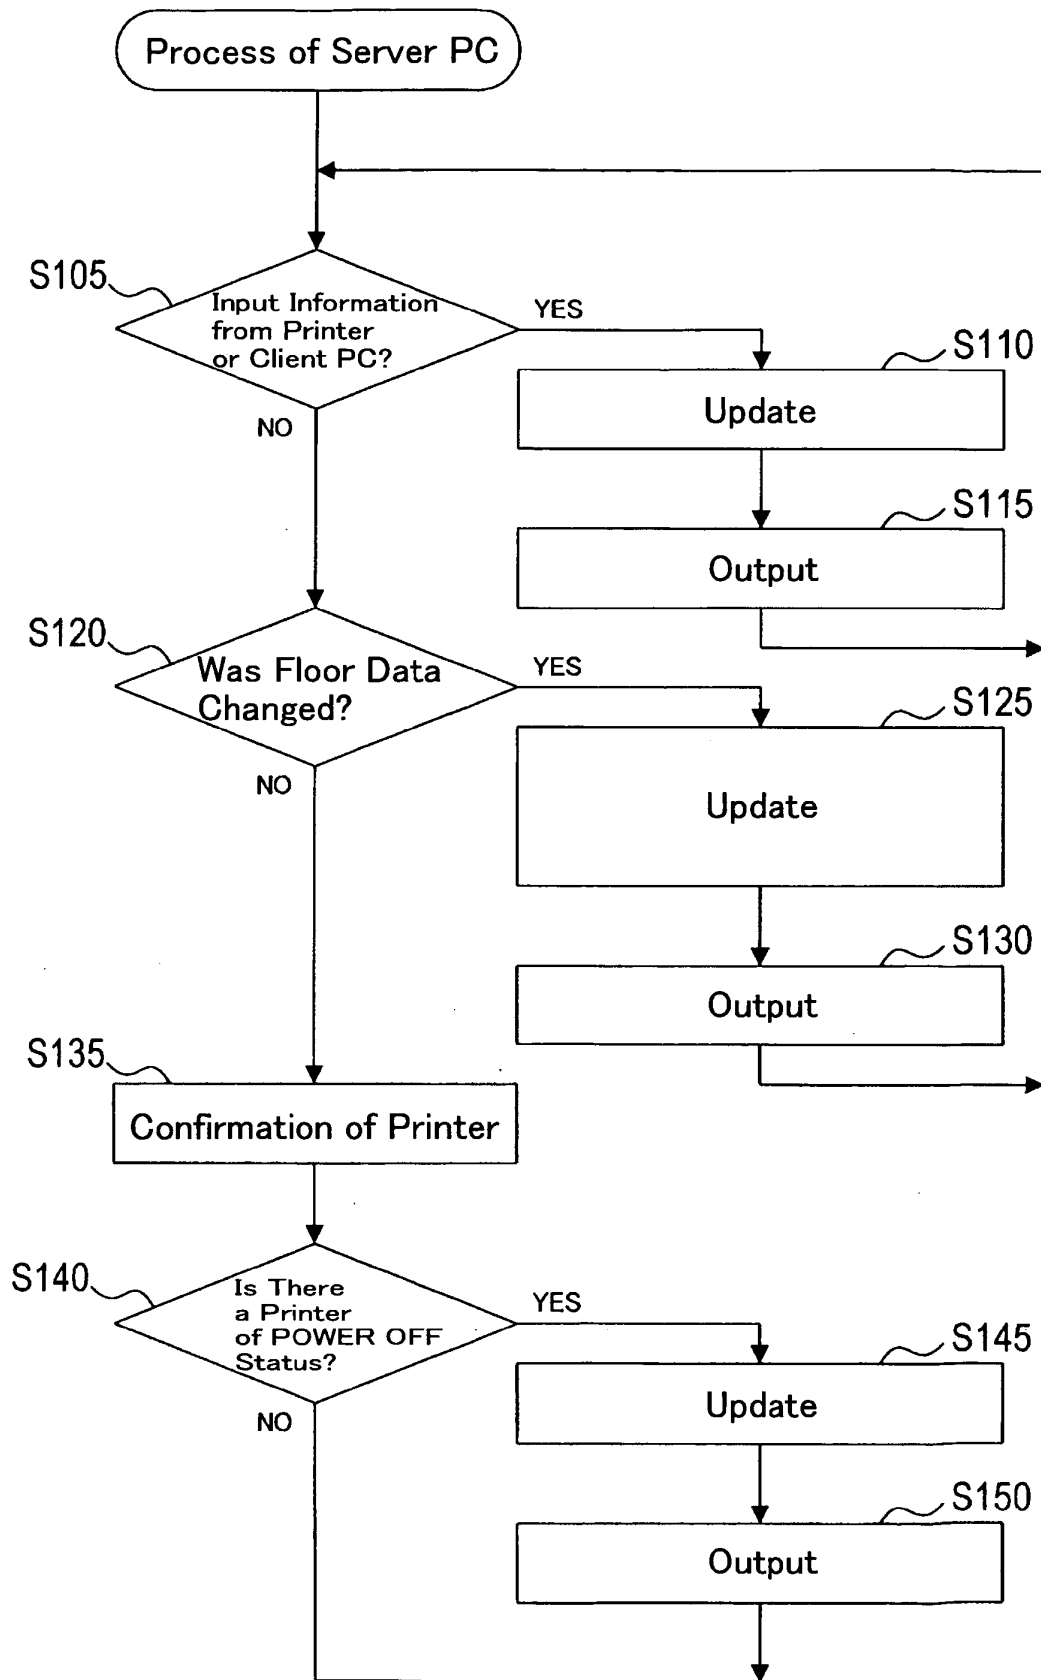 Process of Server PC
S105
Input Information
from Printer
or Client PC?
YES
NO
S110
Update
S115
Output
S120
Was Floor Data
Changed?
YES
NO
S125
Update
S130
Output
S135
Confirmation of Printer
S140
Is There
a Printer
of POWER OFF
Status?
YES
NO
S145
Update
S150
Output